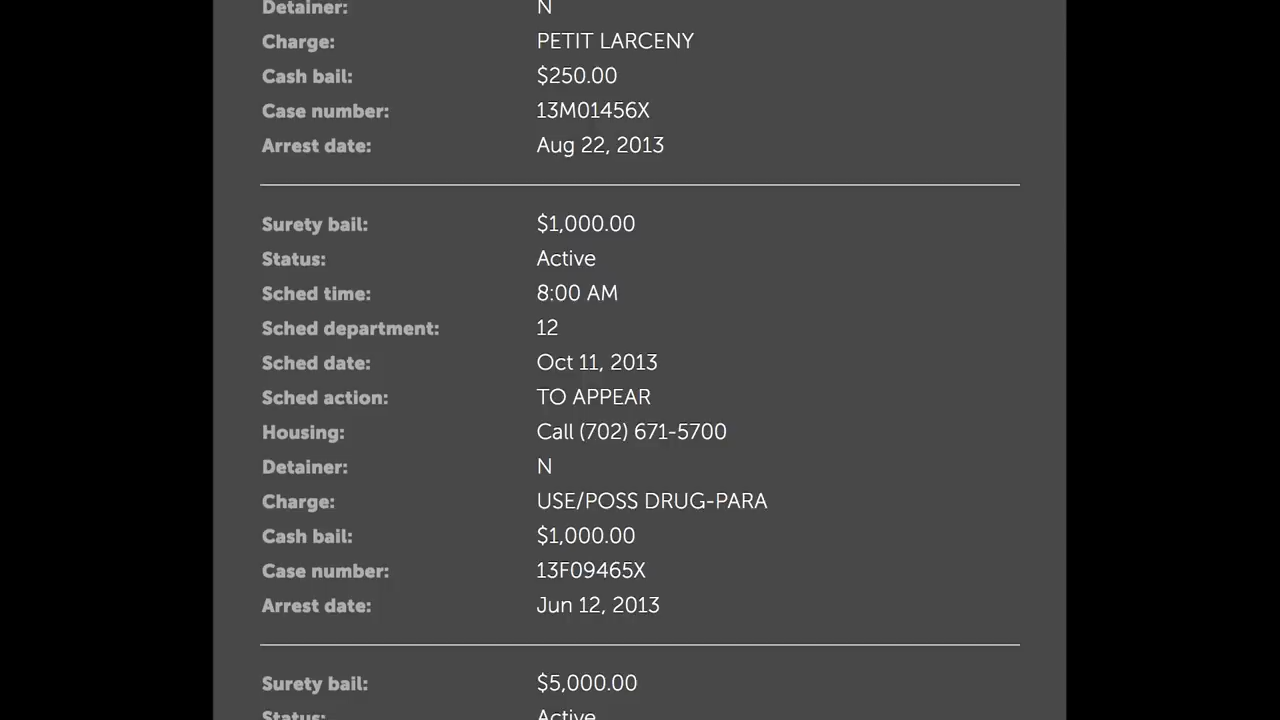 Detainer: N
Charge: PETIT LARCENY
Cash bail: $250.00
Case number: 13M01456X
Arrest date: Aug 22, 2013
Surety bail: $1,000.00
Status: Active
Sched time: 8:00 AM
Sched department: 12
Sched date: Oct 11, 2013
Sched action: TO APPEAR
Housing: Call (702) 671-5700
Detainer: N
Charge: USE/POSS DRUG-PARA
Cash bail: $1,000.00
Case number: 13F09465X
Arrest date: Jun 12, 2013
Surety bail: $5,000.00
Status: Active